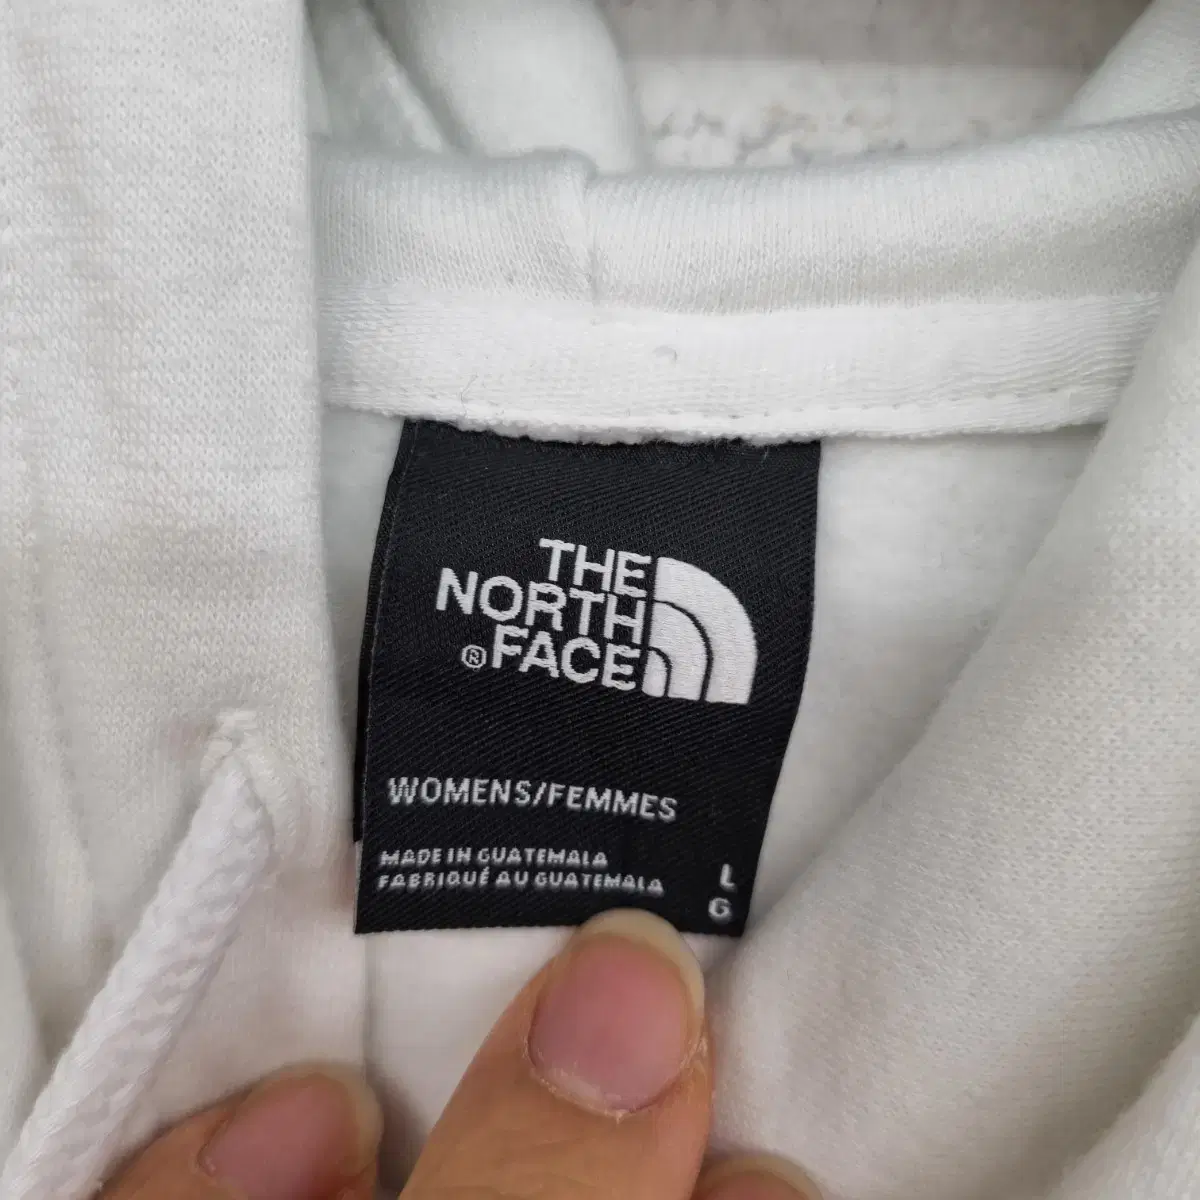 THE
NORTH
®FACE
WOMENS/FEMMES
MADE IN GUATEMALA
FABRIQUÉ AU GUATEMALA
L
G